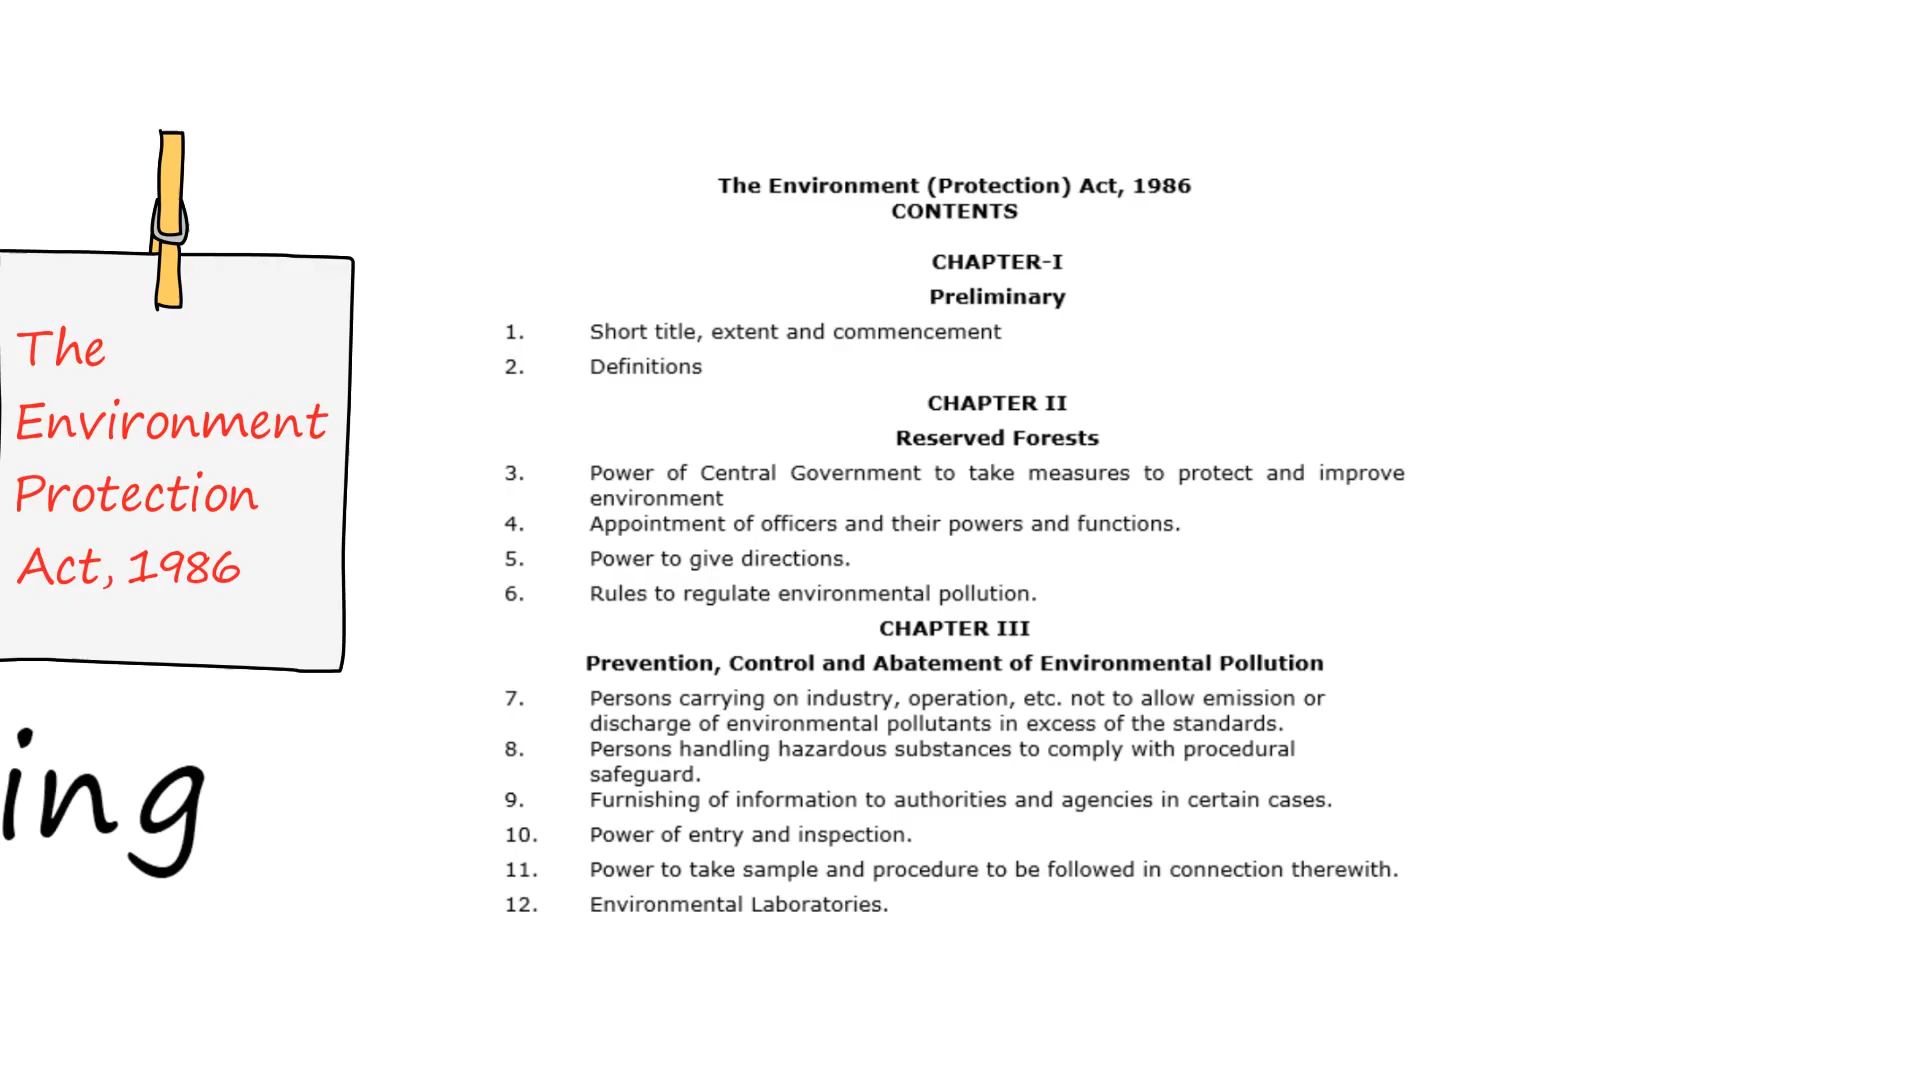 The
Environment
Protection
Act, 1986
ing
The Environment (Protection) Act, 1986
CONTENTS
CHAPTER-I
Preliminary
1. Short title, extent and commencement
2. Definitions
CHAPTER II
Reserved Forests
3. Power of Central Government to take measures to protect and improve
environment
4. Appointment of officers and their powers and functions.
5. Power to give directions.
6. Rules to regulate environmental pollution.
CHAPTER III
Prevention, Control and Abatement of Environmental Pollution
7. Persons carrying on industry, operation, etc. not to allow emission or
discharge of environmental pollutants in excess of the standards.
8. Persons handling hazardous substances to comply with procedural
safeguard.
9. Furnishing of information to authorities and agencies in certain cases.
10. Power of entry and inspection.
11. Power to take sample and procedure to be followed in connection therewith.
12. Environmental Laboratories.